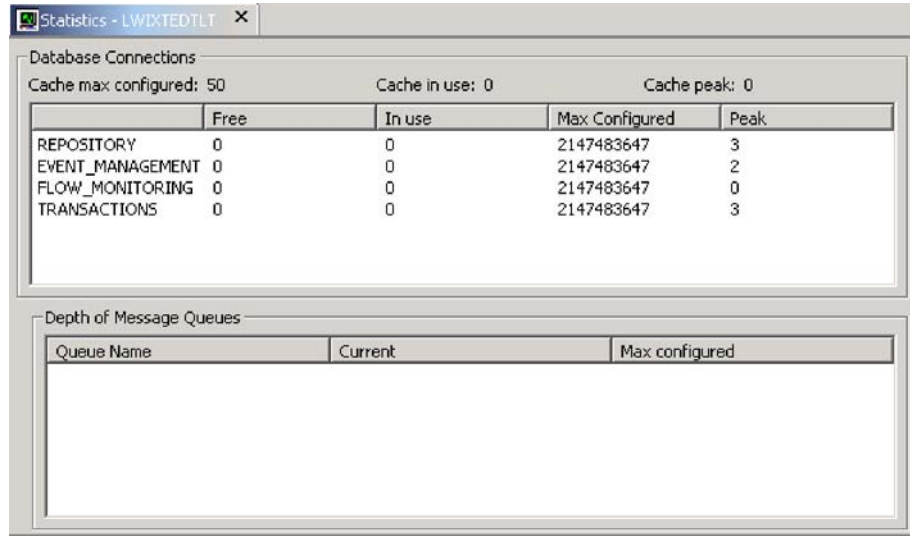 Statistics - LWIXTEDTLT
Database Connections
Cache max configured: 50 Cache in use: 0 Cache peak: 0
Free In use Max Configured Peak
REPOSITORY 0 0 2147483647 3
EVENT_MANAGEMENT 0 0 2147483647 2
FLOW_MONITORING 0 0 2147483647 0
TRANSACTIONS 0 0 2147483647 3
Depth of Message Queues
Queue Name Current Max configured